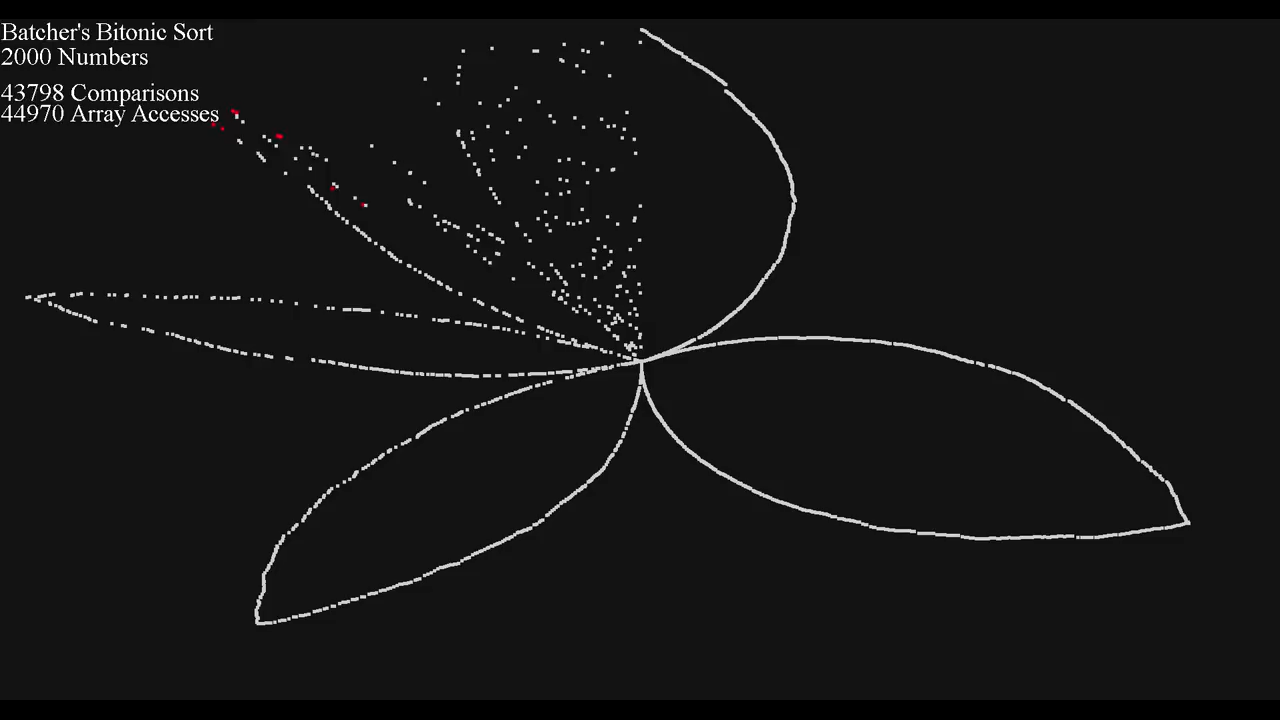 Batcher's Bitonic Sort
2000 Numbers
43798 Comparisons
44970 Array Accesses